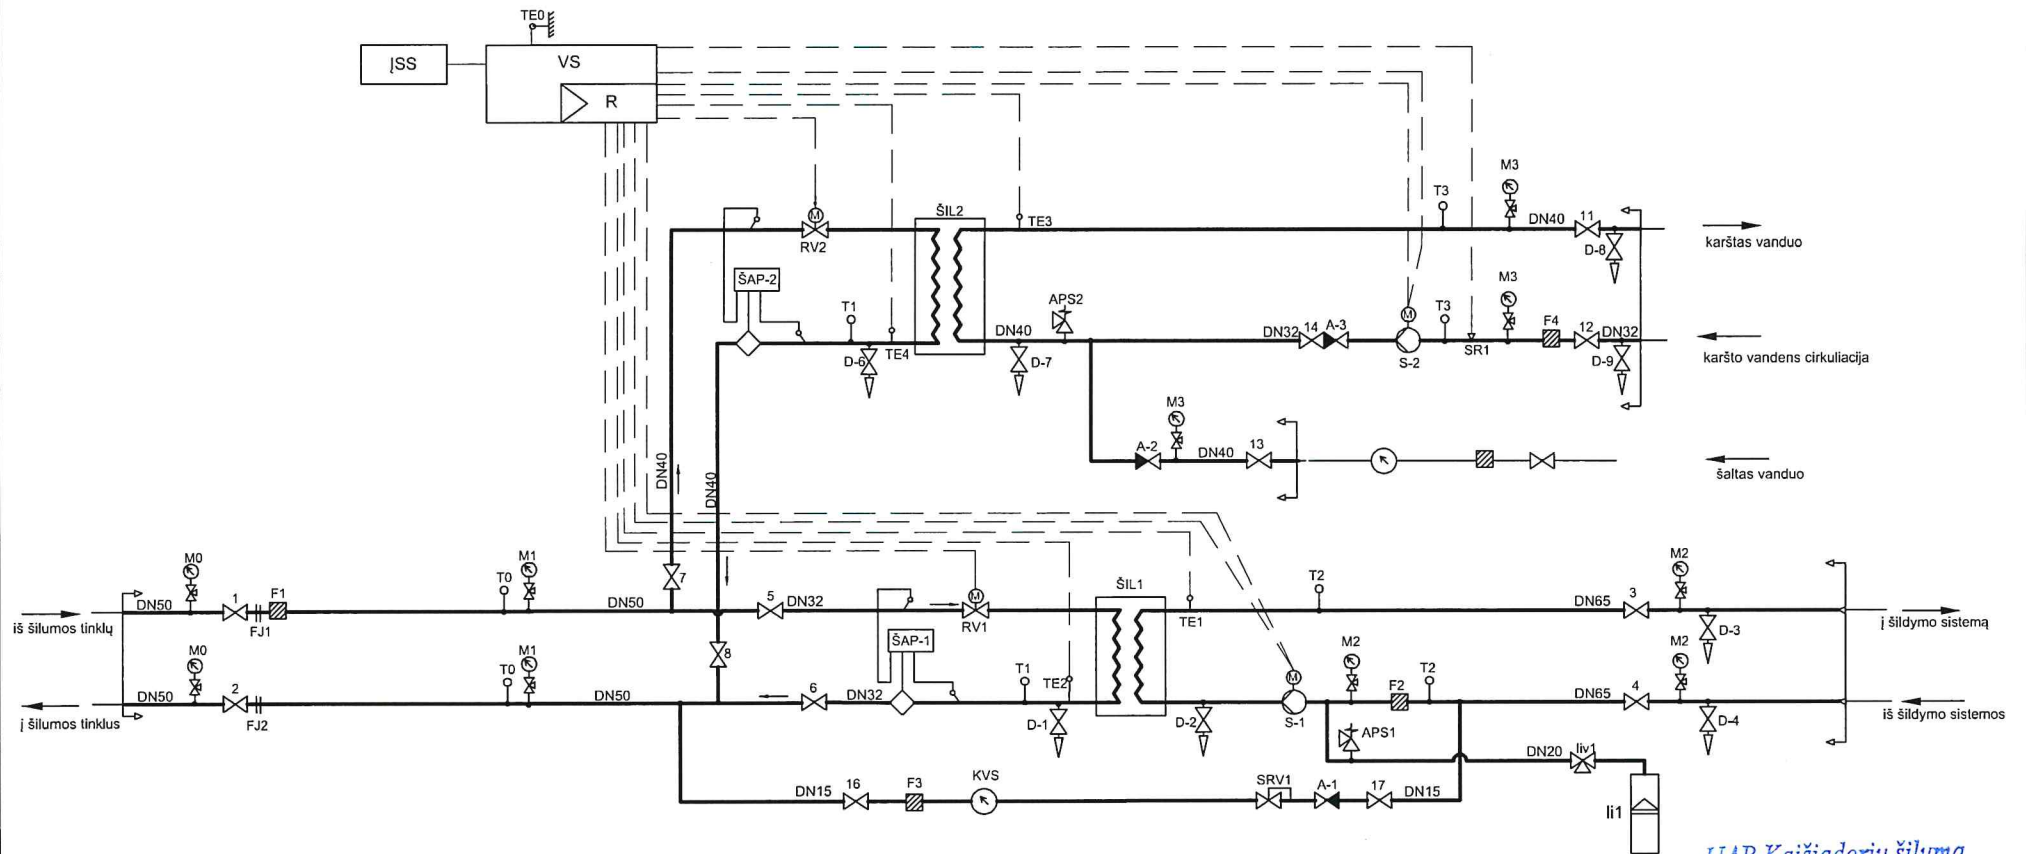 TE0
ĮSS
VS
R
M3
T3
ŠIL2
DN40
11
TE3
RV2
D-8
karštas vanduo
ŠAP-2
M3
APS2
T1
T3
F4
12
DN40
DN32
14
A-3
DN32
TE4
SR1
D-6
D-7
S-2
D-9
karšto vandens cirkuliacija
M3
A-2
DN40
13
DN40
DN40
šaltas vanduo
M0
M1
M2
T0
7
ŠIL1
T2
1
F1
5
3
DN50
DN50
DN32
DN65
FJ1
RV1
TE1
D-3
iš šilumos tinklų
į šildymo sistemą
ŠAP-1
M0
M1
8
M2
M2
T0
T1
TE2
F2
T2
2
6
4
DN50
DN50
DN32
DN65
FJ2
D-1
D-2
S-1
D-4
į šilumos tinklus
iš šildymo sistemos
APS1
DN20
liv1
KVS
SRV1
16
F3
A-1
17
DN15
DN15
li1
UAB Kaišiadorių šiluma